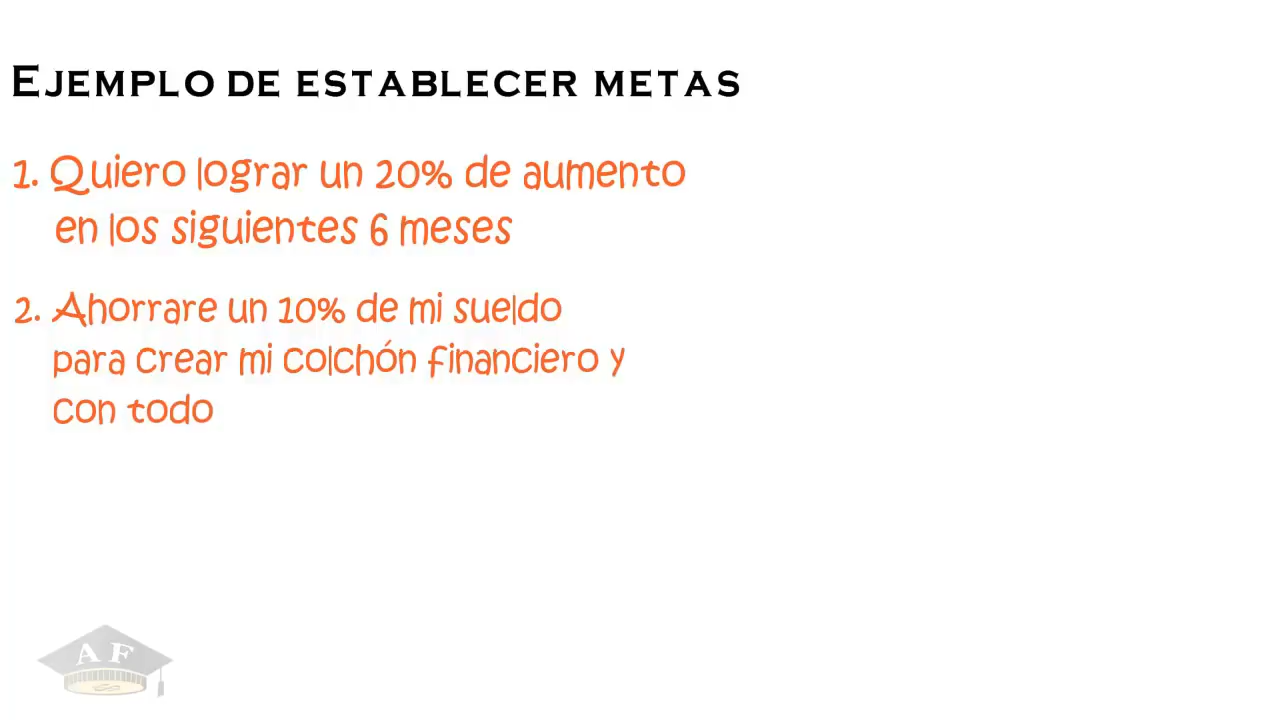 EJEMPLO DE ESTABLECER METAS
1. Quiero lograr un 20% de aumento
en los siguientes 6 meses
2. Ahorrare un 10% de mi sueldo
para crear mi colchón financiero y
con todo
AF